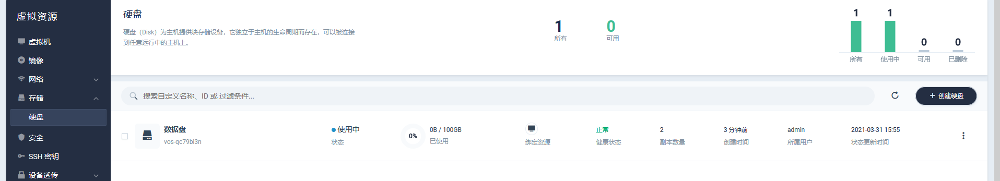 虚拟资源
虚拟机
镜像
网络
存储
硬盘
安全
SSH 密钥
设备透传
硬盘
硬盘（Disk）为主机提供块存储设备，它独立于主机的生命周期而存在，可以被连接
到任意运行中的主机上。
1
所有
0
可用
1
所有
1
使用中
0
可用
0
已删除
搜索自定义名称、ID 或 过滤条件...
+ 创建硬盘
数据盘
vos-qc79bi3n
使用中
状态
0%
0B / 100GB
已使用
绑定资源
正常
健康状态
2
副本数量
3 分钟前
创建时间
admin
所属用户
2021-03-31 15:55
状态更新时间